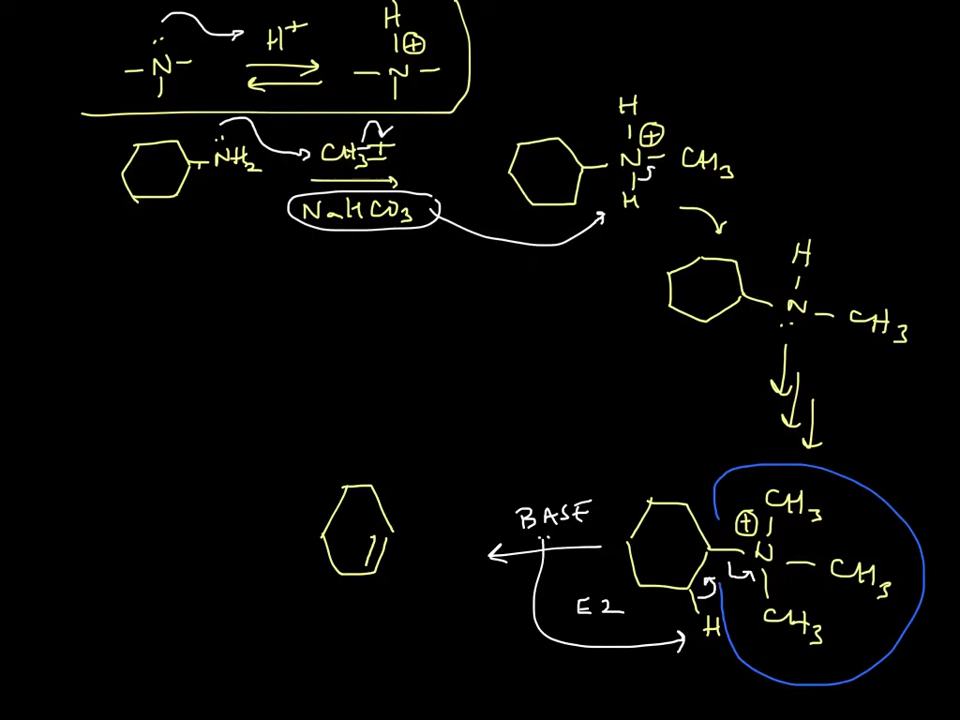 H
N H+ ⊕
N
NH2 CH3I
NaHCO3
H
⊕
N CH3
H
H
N CH3
CH3
⊕
N CH3
CH3
H
BASE
E2